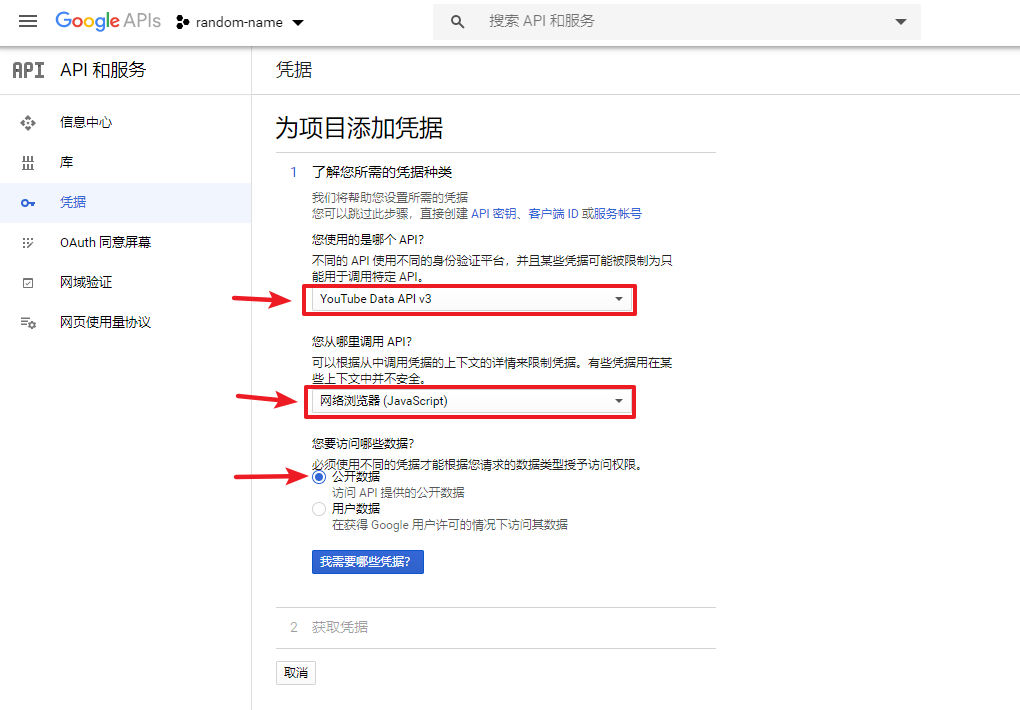 Google APIs random-name 搜索 API 和服务
API API 和服务
凭据
信息中心
库
凭据
OAuth 同意屏幕
网域验证
网页使用量协议
为项目添加凭据
1 了解您所需的凭据种类
我们将帮助您设置所需的凭据
您可以跳过此步骤，直接创建 API 密钥、客户端 ID 或服务帐号
您使用的是哪个 API?
不同的 API 使用不同的身份验证平台，并且某些凭据可能被限制为只
能用于调用特定 API。
YouTube Data API v3
您从哪里调用 API?
可以根据从中调用凭据的上下文的详情来限制凭据。有些凭据用在某
些上下文中并不安全。
网络浏览器 (JavaScript)
您要访问哪些数据?
必须使用不同的凭据才能根据您请求的数据类型授予访问权限。
公开数据
访问 API 提供的公开数据
用户数据
在获得 Google 用户许可的情况下访问其数据
我需要哪些凭据?
2 获取凭据
取消